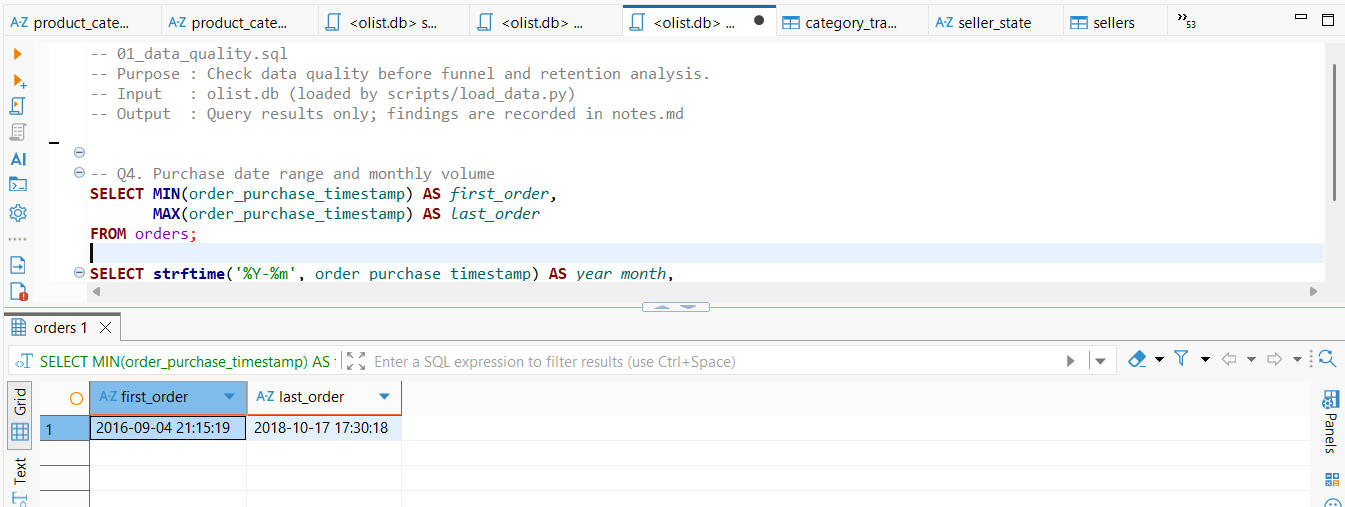 A-Z product_cate... A-Z product_cate... <olist.db> s... <olist.db> ... <olist.db> ... category_tra... A-Z seller_state sellers »53
-- 01_data_quality.sql
-- Purpose : Check data quality before funnel and retention analysis.
-- Input   : olist.db (loaded by scripts/load_data.py)
-- Output  : Query results only; findings are recorded in notes.md
AI
-- Q4. Purchase date range and monthly volume
SELECT MIN(order_purchase_timestamp) AS first_order,
       MAX(order_purchase_timestamp) AS last_order
FROM orders;
SELECT strftime('%Y-%m', order_purchase_timestamp) AS year_month,
orders 1
SELECT MIN(order_purchase_timestamp) AS Enter a SQL expression to filter results (use Ctrl+Space)
Grid
A-Z first_order A-Z last_order
1 2016-09-04 21:15:19 2018-10-17 17:30:18
Text
Panels